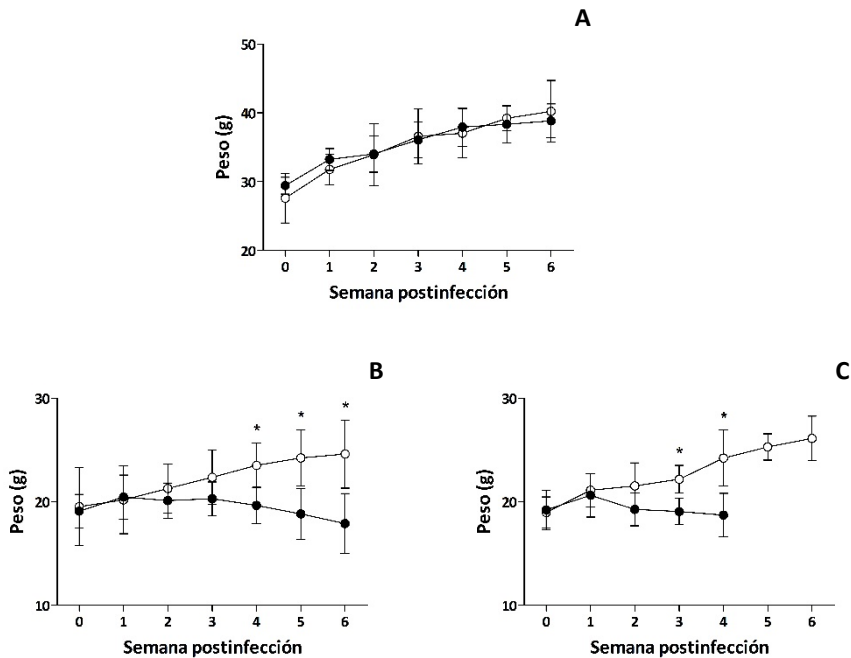 A
50
40
30
20
Peso (g)
0 1 2 3 4 5 6
Semana postinfección
B
30
20
10
Peso (g)
* * *
0 1 2 3 4 5 6
Semana postinfección
C
30
20
10
Peso (g)
* *
0 1 2 3 4 5 6
Semana postinfección